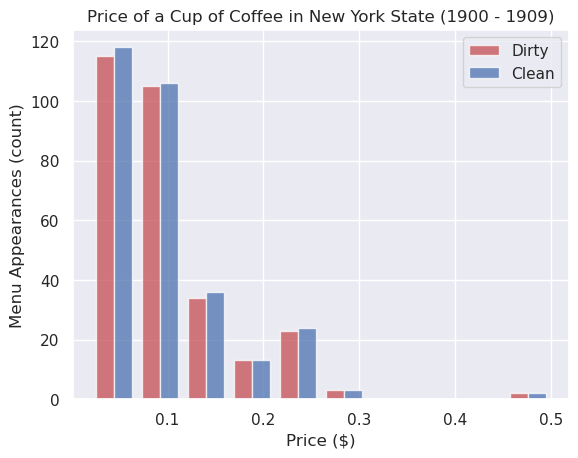 Price of a Cup of Coffee in New York State (1900 - 1909)
Dirty
Clean
Menu Appearances (count)
120
100
80
60
40
20
0
0.1 0.2 0.3 0.4 0.5
Price ($)